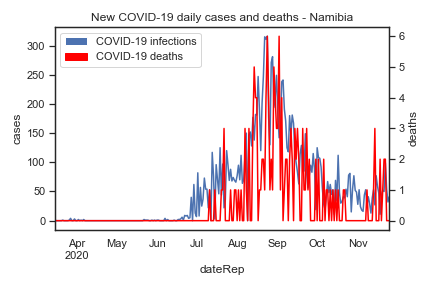 New COVID-19 daily cases and deaths - Namibia
COVID-19 infections
COVID-19 deaths
300
250
200
150
100
50
0
cases
6
5
4
3
2
1
0
deaths
Apr May Jun Jul Aug Sep Oct Nov
2020
dateRep